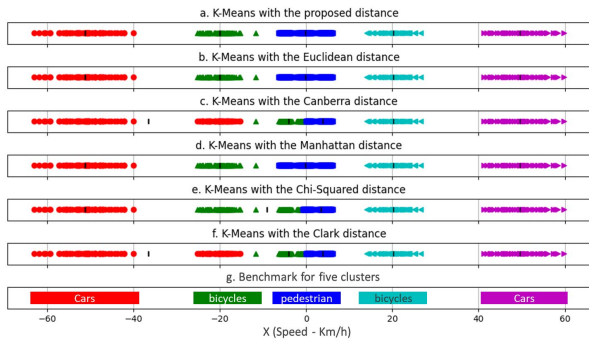 a. K-Means with the proposed distance
b. K-Means with the Euclidean distance
c. K-Means with the Canberra distance
d. K-Means with the Manhattan distance
e. K-Means with the Chi-Squared distance
f. K-Means with the Clark distance
g. Benchmark for five clusters
Cars bicycles pedestrian bicycles Cars
−60 −40 −20 0 20 40 60
X (Speed - Km/h)